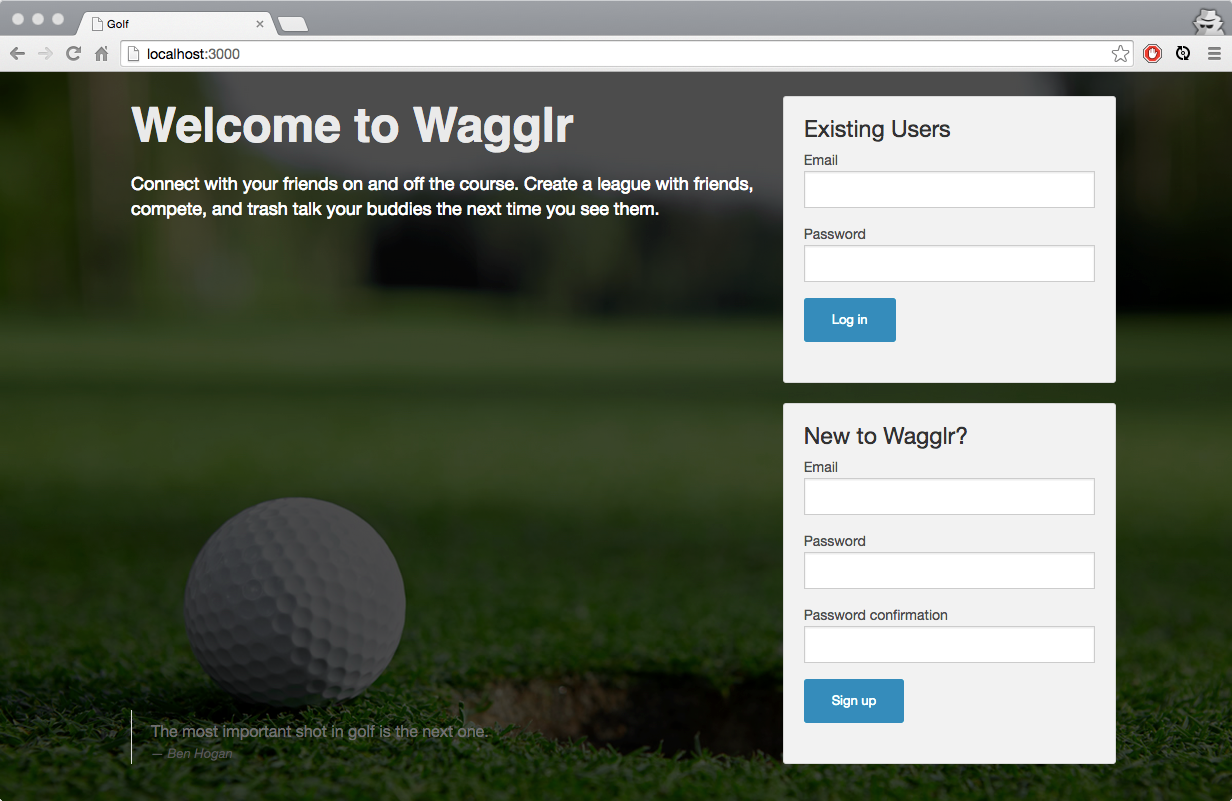 Golf
localhost:3000
Welcome to Wagglr
Connect with your friends on and off the course. Create a league with friends,
compete, and trash talk your buddies the next time you see them.
The most important shot in golf is the next one.
— Ben Hogan
Existing Users
Email
Password
Log in
New to Wagglr?
Email
Password
Password confirmation
Sign up